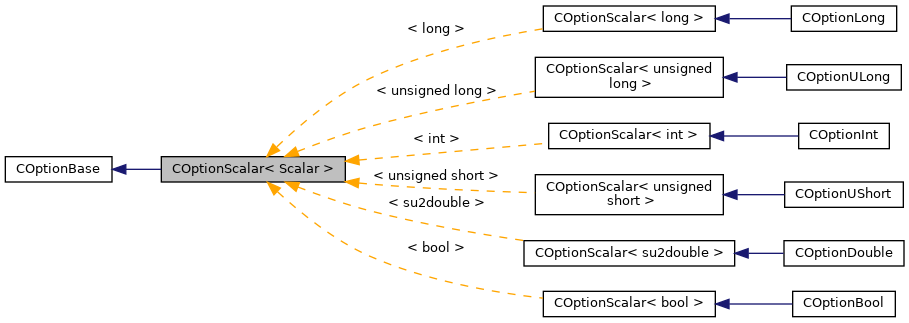 COptionScalar< long >
COptionLong
< long >
COptionScalar< unsigned
long >
COptionULong
< unsigned long >
COptionScalar< int >
COptionInt
< int >
COptionBase
COptionScalar< Scalar >
< unsigned short >
COptionScalar< unsigned
short >
COptionUShort
< su2double >
COptionScalar< su2double >
COptionDouble
< bool >
COptionScalar< bool >
COptionBool